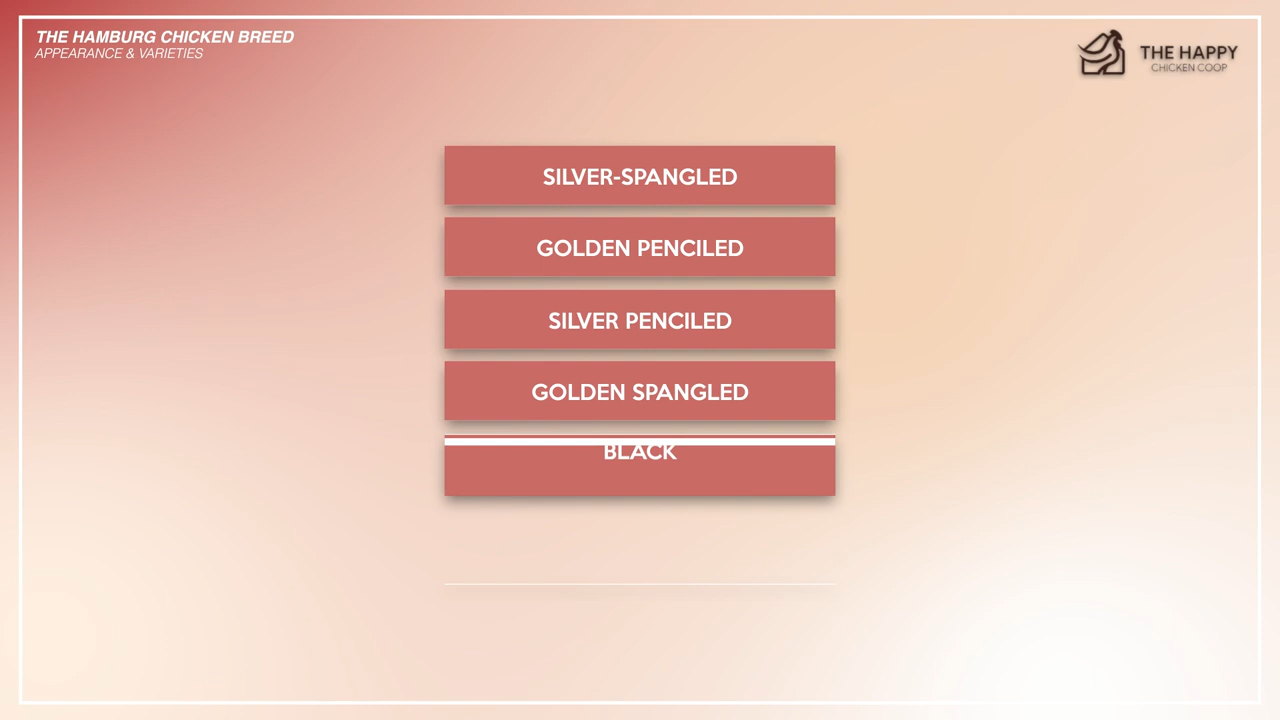 THE HAMBURG CHICKEN BREED
APPEARANCE & VARIETIES
THE HAPPY
CHICKEN COOP
SILVER-SPANGLED
GOLDEN PENCILED
SILVER PENCILED
GOLDEN SPANGLED
BLACK